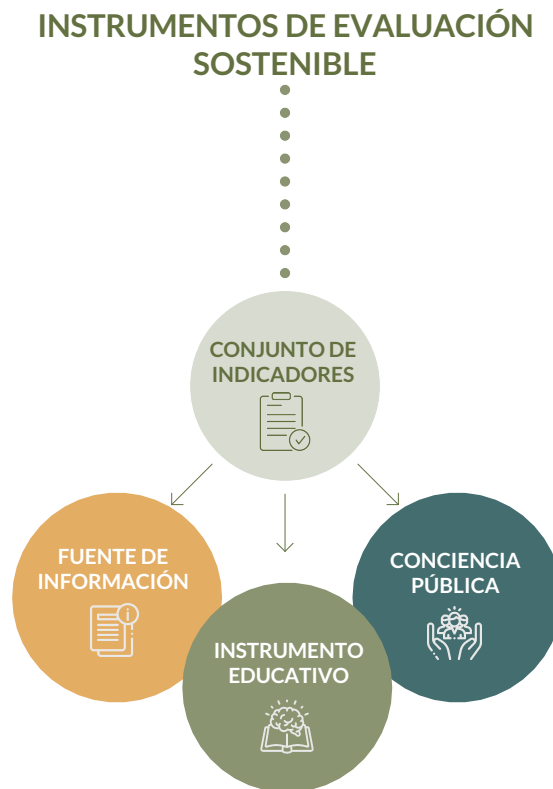 INSTRUMENTOS DE EVALUACIÓN
SOSTENIBLE
CONJUNTO DE
INDICADORES
FUENTE DE
INFORMACIÓN
CONCIENCIA
PÚBLICA
INSTRUMENTO
EDUCATIVO